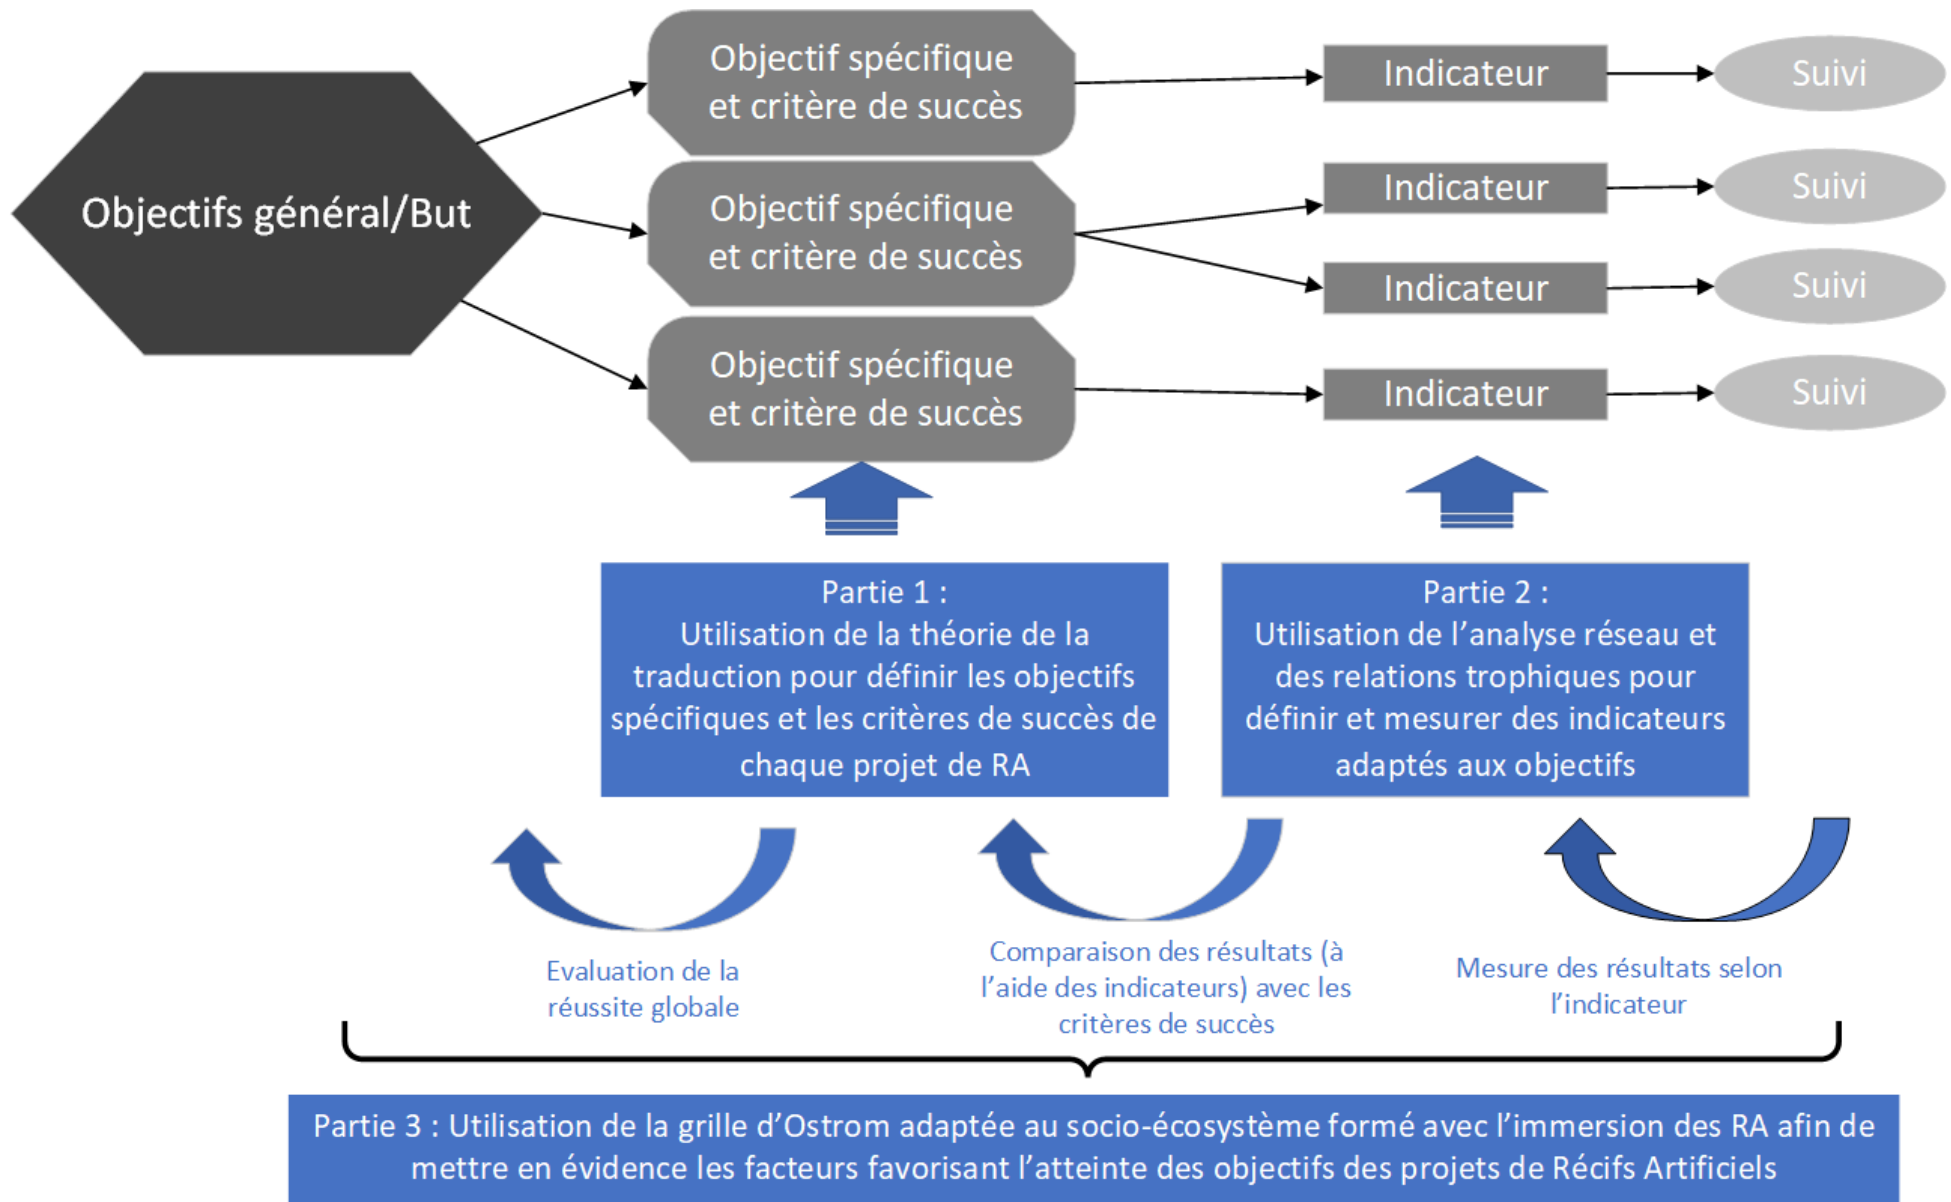 Objectifs général/But
Objectif spécifique
et critère de succès
Objectif spécifique
et critère de succès
Objectif spécifique
et critère de succès
Indicateur
Indicateur
Indicateur
Indicateur
Suivi
Suivi
Suivi
Suivi
Partie 1 :
Utilisation de la théorie de la
traduction pour définir les objectifs
spécifiques et les critères de succès de
chaque projet de RA
Partie 2 :
Utilisation de l’analyse réseau et
des relations trophiques pour
définir et mesurer des indicateurs
adaptés aux objectifs
Evaluation de la
réussite globale
Comparaison des résultats (à
l’aide des indicateurs) avec les
critères de succès
Mesure des résultats selon
l’indicateur
Partie 3 : Utilisation de la grille d’Ostrom adaptée au socio-écosystème formé avec l’immersion des RA afin de
mettre en évidence les facteurs favorisant l’atteinte des objectifs des projets de Récifs Artificiels